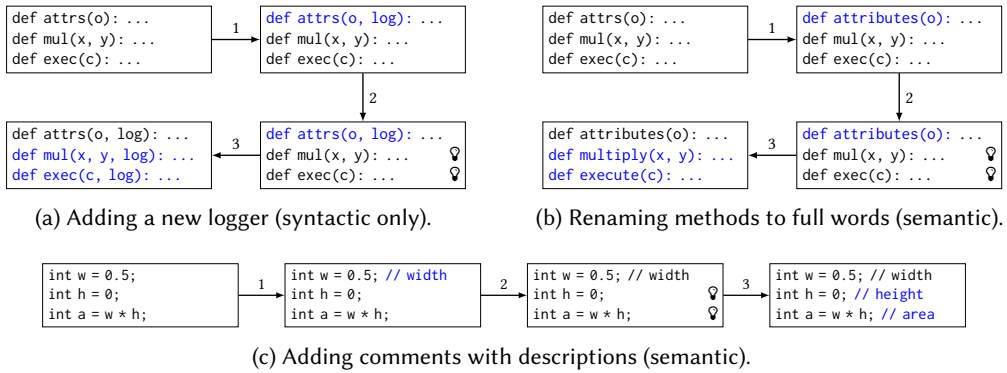 def attrs(o): ...
def mul(x, y): ...
def exec(c): ...
1
def attrs(o, log): ...
def mul(x, y): ...
def exec(c): ...
2
def attrs(o, log): ...
def mul(x, y): ...
def exec(c): ...
3
def attrs(o, log): ...
def mul(x, y, log): ...
def exec(c, log): ...
(a) Adding a new logger (syntactic only).
def attrs(o): ...
def mul(x, y): ...
def exec(c): ...
1
def attributes(o): ...
def mul(x, y): ...
def exec(c): ...
2
def attributes(o): ...
def mul(x, y): ...
def exec(c): ...
3
def attributes(o): ...
def multiply(x, y): ...
def execute(c): ...
(b) Renaming methods to full words (semantic).
int w = 0.5;
int h = 0;
int a = w * h;
1
int w = 0.5; // width
int h = 0;
int a = w * h;
2
int w = 0.5; // width
int h = 0;
int a = w * h;
3
int w = 0.5; // width
int h = 0; // height
int a = w * h; // area
(c) Adding comments with descriptions (semantic).